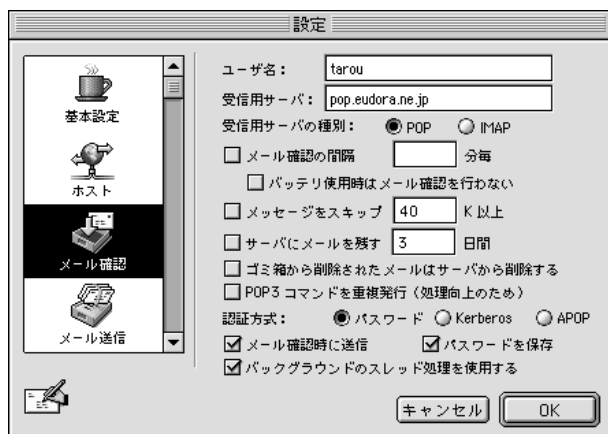 設定
基本設定
ホスト
メール確認
メール送信
ユーザ名： tarou
受信用サーバ： pop.eudora.ne.jp
受信用サーバの種別： POP IMAP
メール確認の間隔 分毎
バッテリ使用時はメール確認を行わない
メッセージをスキップ 40 K 以上
サーバにメールを残す 3 日間
ゴミ箱から削除されたメールはサーバから削除する
POP3 コマンドを重複発行（処理向上のため）
認証方式： パスワード Kerberos APOP
メール確認時に送信 パスワードを保存
バックグラウンドのスレッド処理を使用する
キャンセル OK